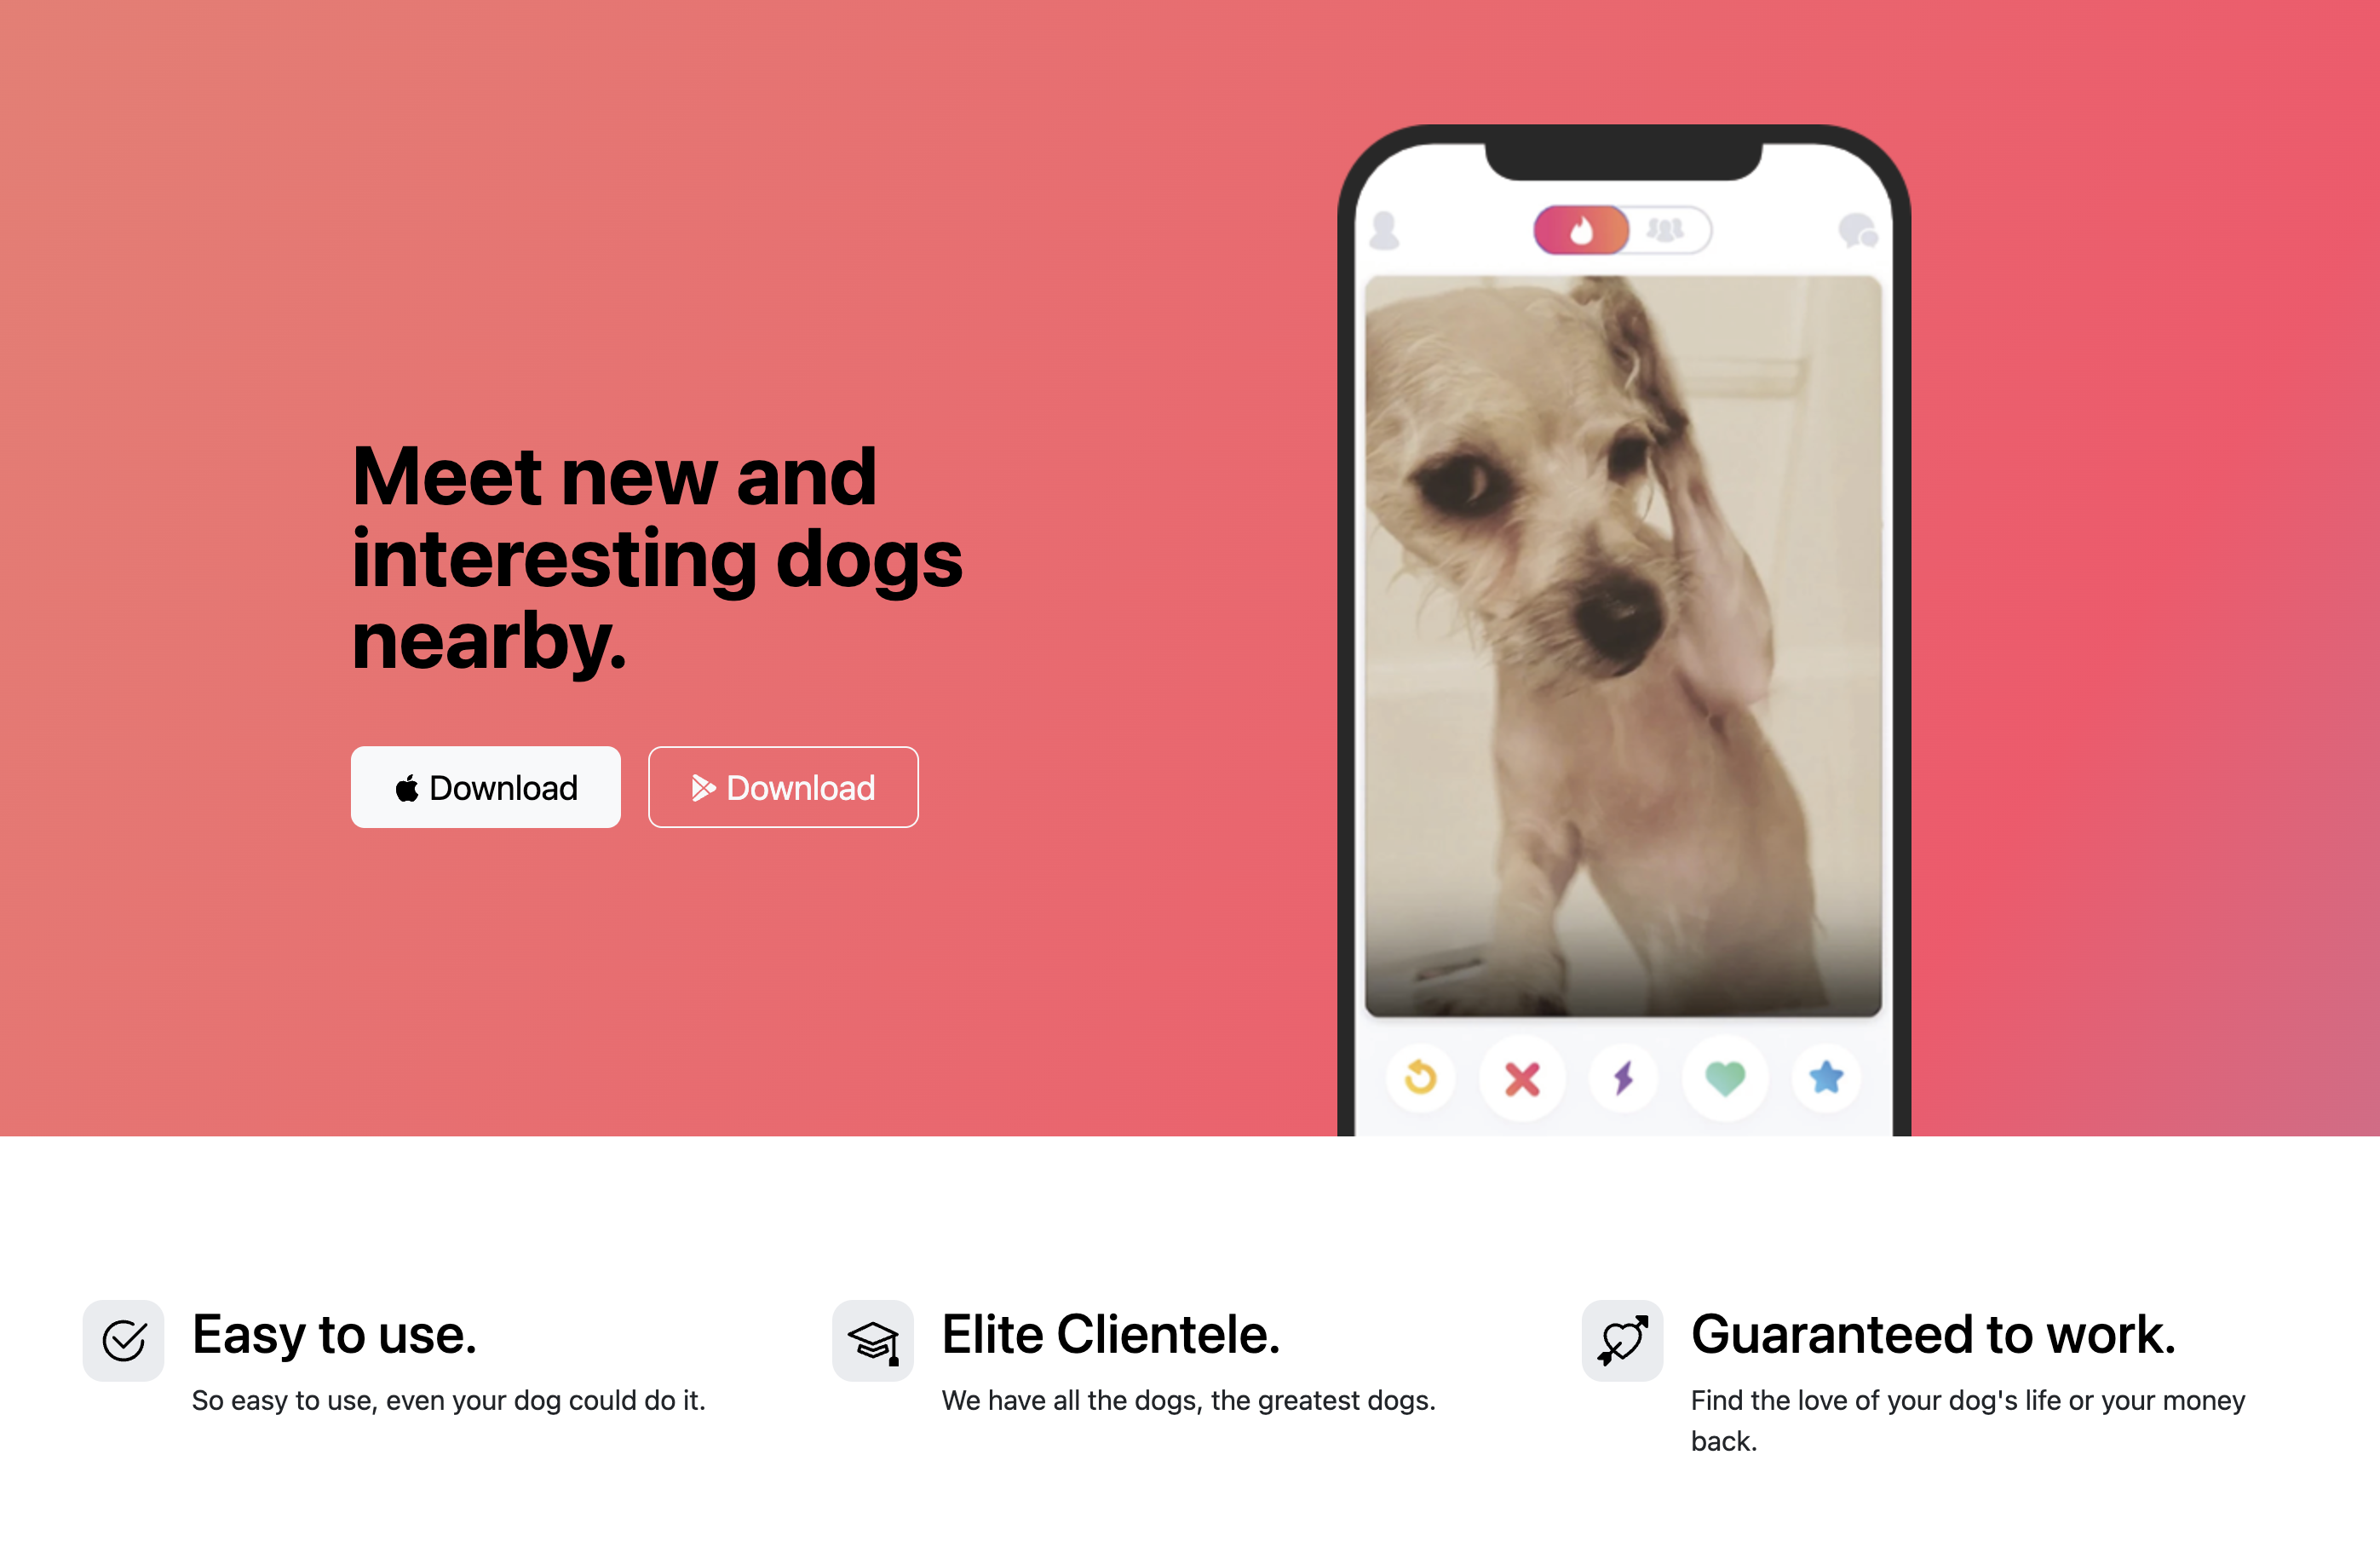 Meet new and
interesting dogs
nearby.
Download
Download
Easy to use.
So easy to use, even your dog could do it.
Elite Clientele.
We have all the dogs, the greatest dogs.
Guaranteed to work.
Find the love of your dog's life or your money
back.